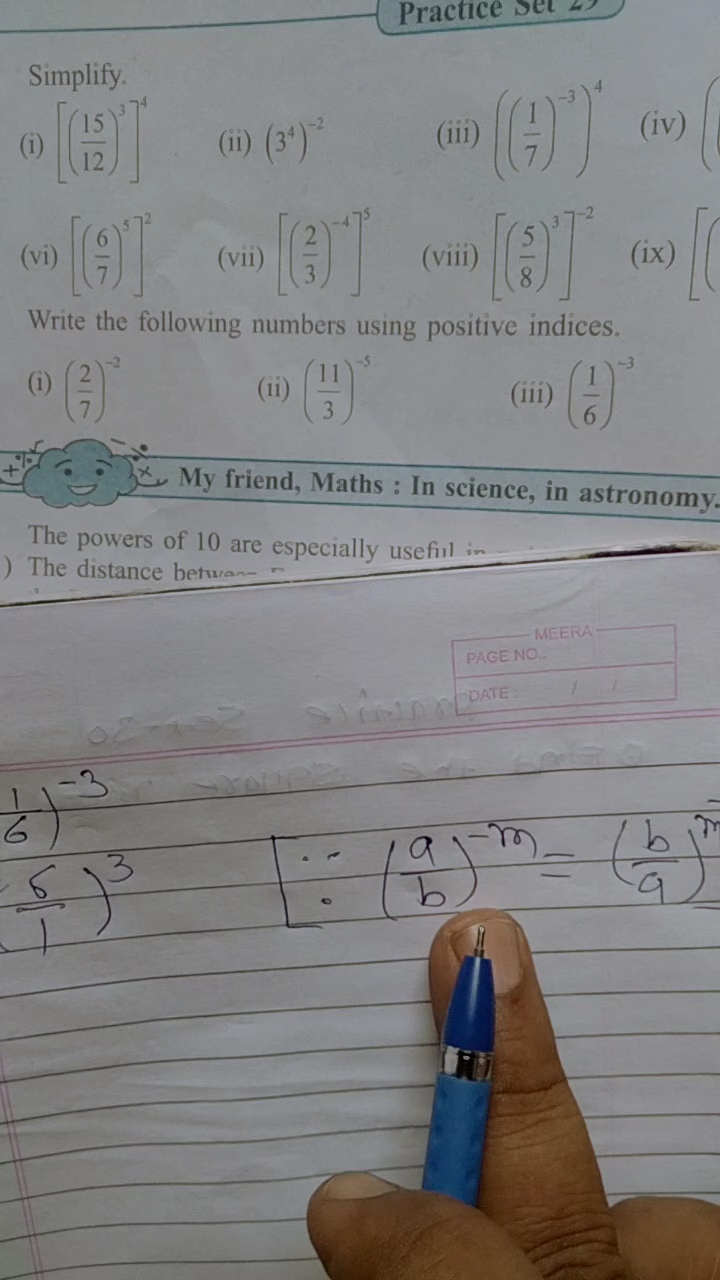 Practice Set 29
Simplify.
(i) [(15/12)^3]^4 (ii) (3^4)^-2 (iii) ((1/7)^-3)^4 (iv) (
(vi) [(6/7)^5]^2 (vii) [(2/3)^-4]^5 (viii) [(5/8)^3]^-2 (ix) [(
Write the following numbers using positive indices.
(i) (2/7)^-2 (ii) (11/3)^-5 (iii) (1/6)^-3
My friend, Maths : In science, in astronomy.
The powers of 10 are especially useful in
) The distance between
MEERA
PAGE NO.
DATE : / /
1/6)^-3
6/1)^3 [∵ (a/b)^-m = (b/a)^m